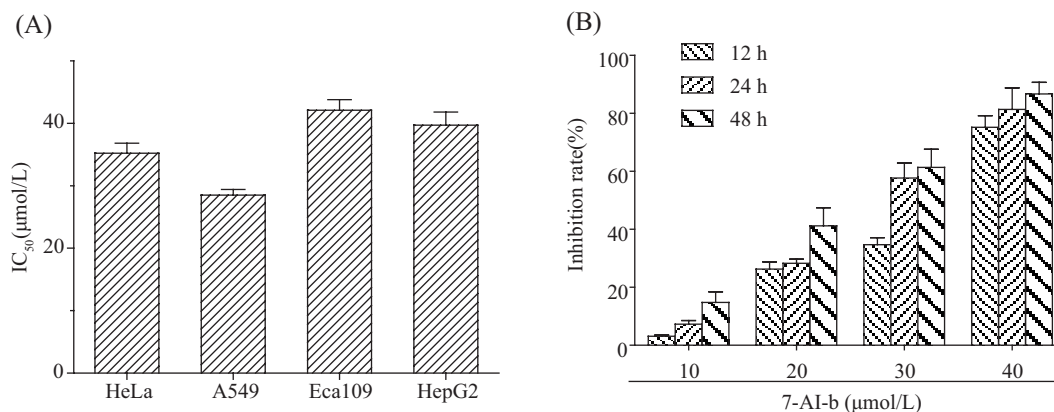 (A)
IC50(μmol/L)
40
20
0
HeLa A549 Eca109 HepG2
(B)
12 h
24 h
48 h
Inhibition rate(%)
100
80
60
40
20
0
10 20 30 40
7-AI-b (μmol/L)